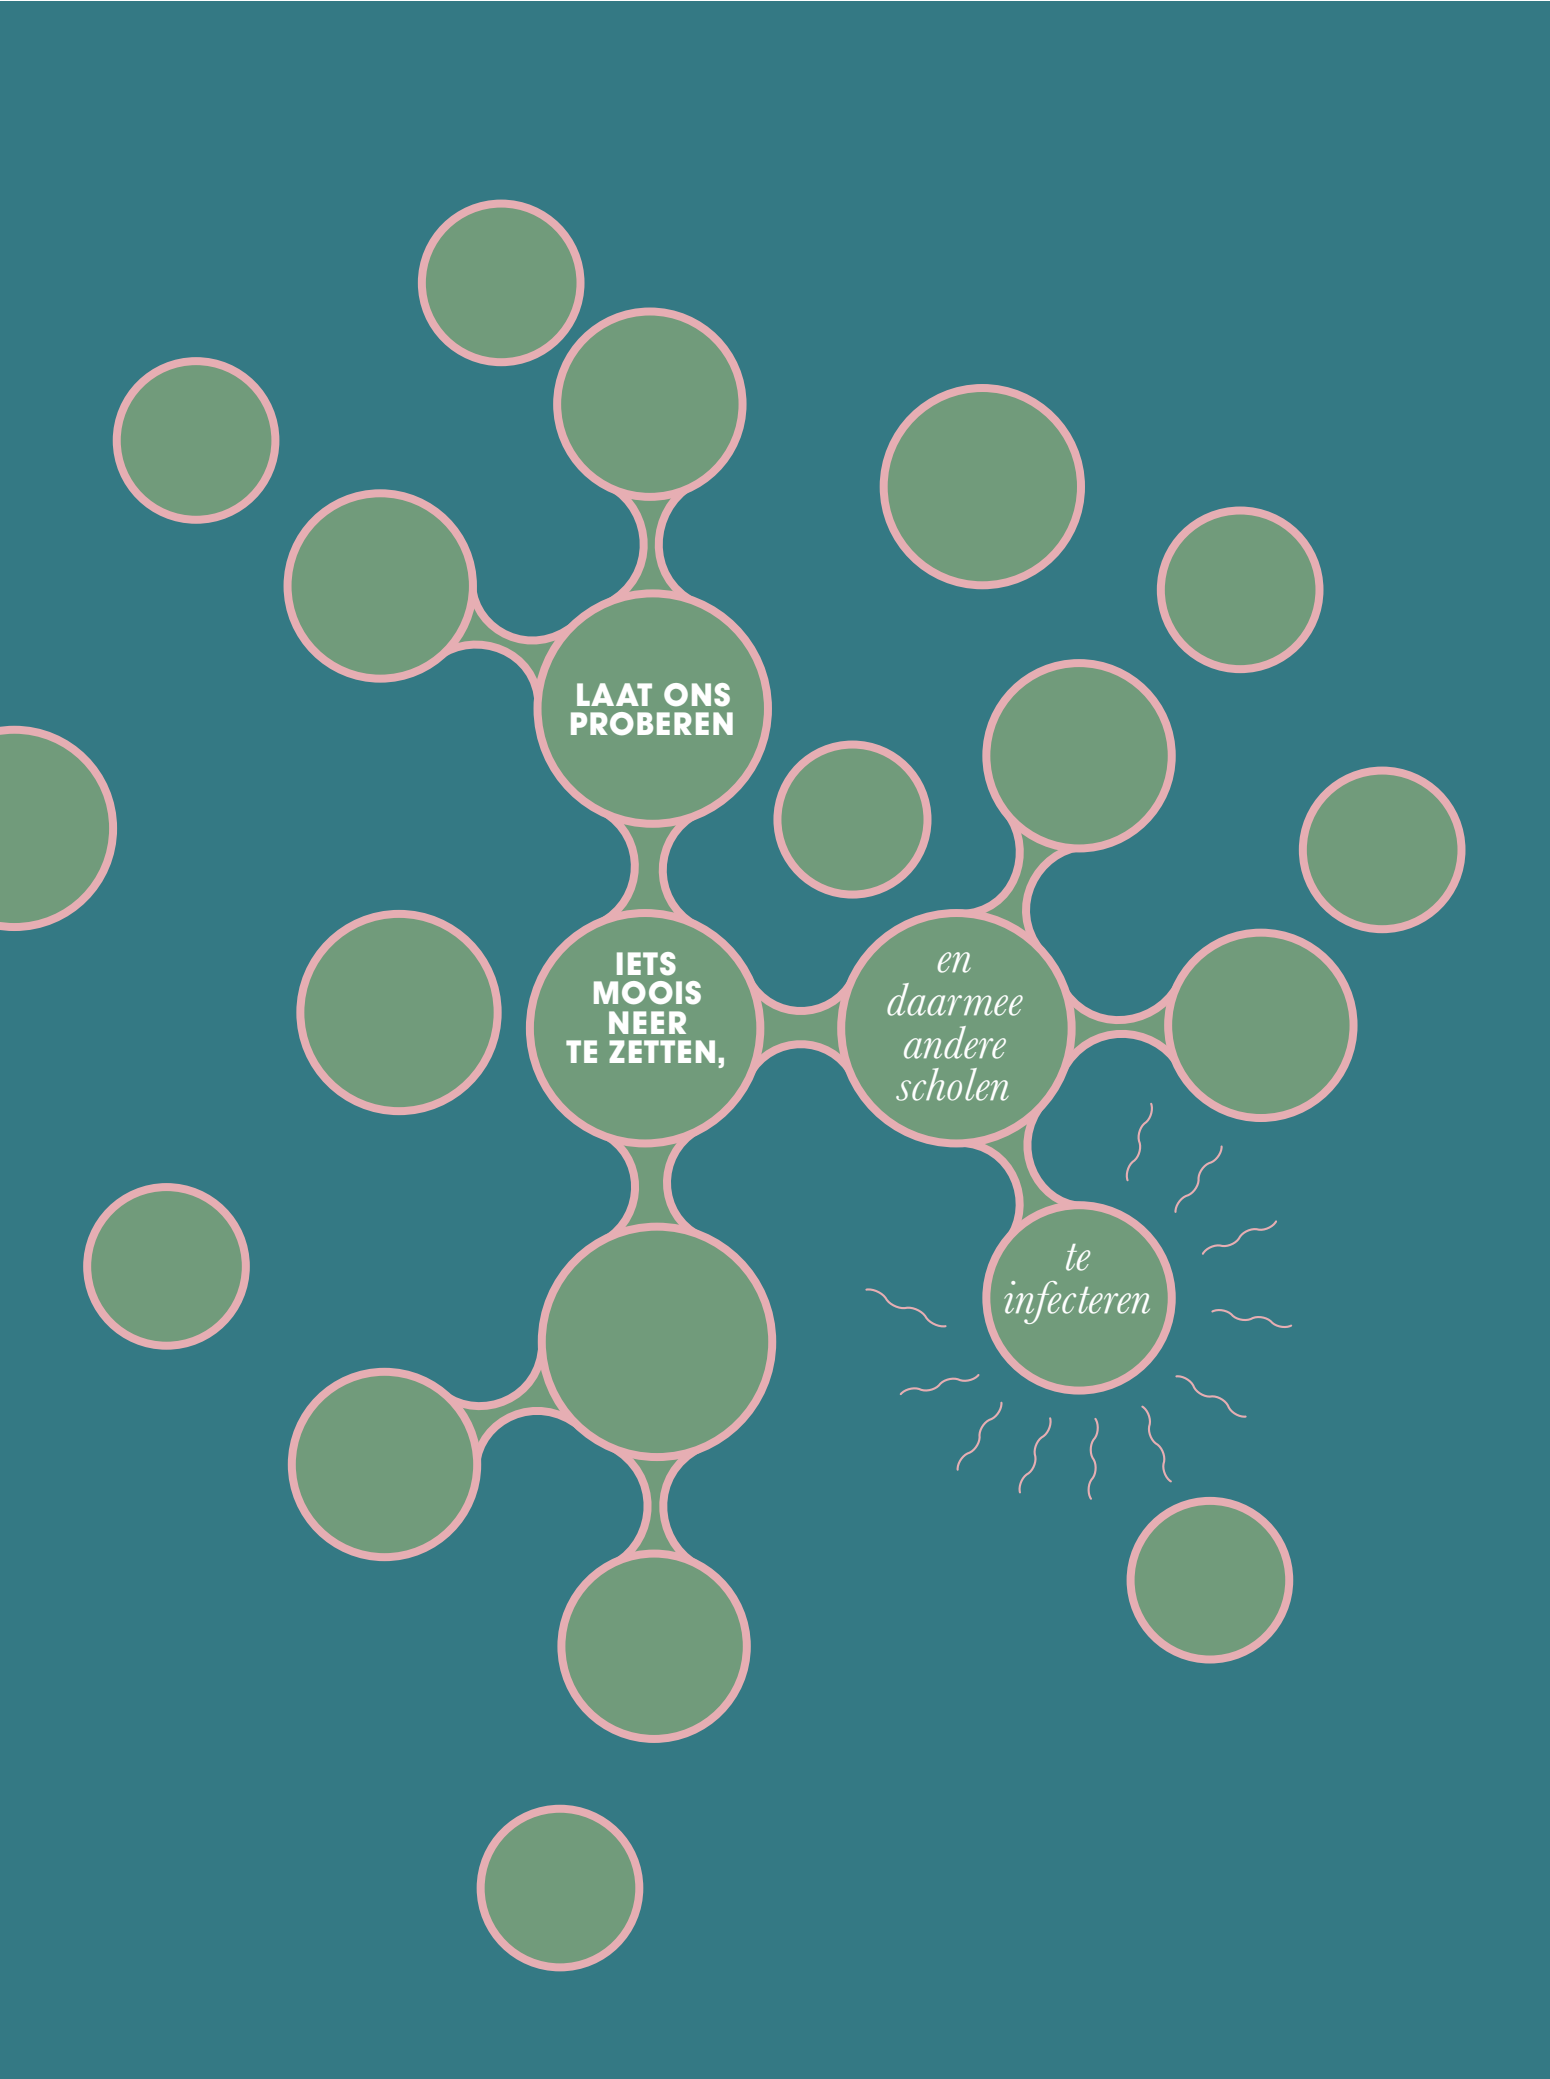 LAAT ONS
PROBEREN
IETS
MOOIS
NEER
TE ZETTEN,
en
daarmee
andere
scholen
te
infecteren